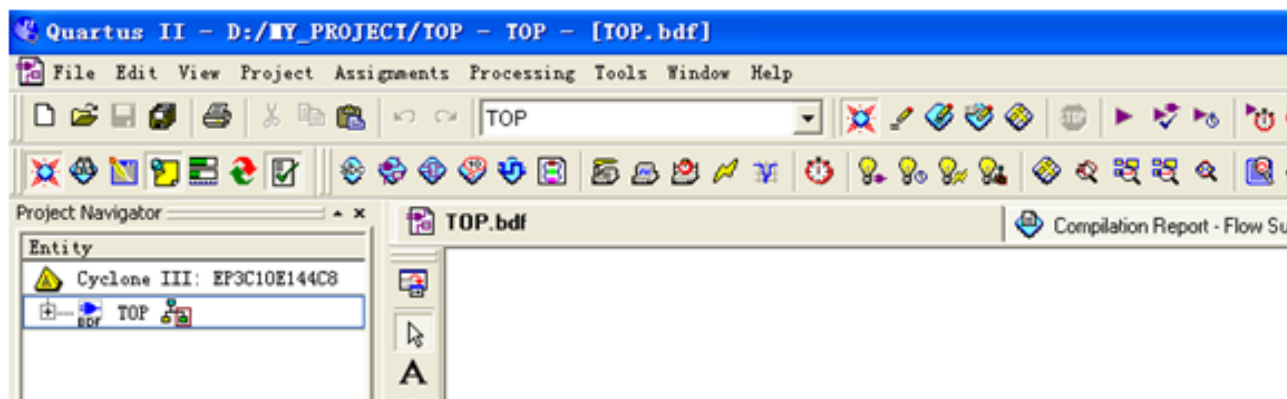 Quartus II - D:/MY_PROJECT/TOP - TOP - [TOP.bdf]
File Edit View Project Assignments Processing Tools Window Help
TOP
Project Navigator
TOP.bdf
Compilation Report - Flow Su
Entity
Cyclone III: EP3C10E144C8
BDF TOP
A